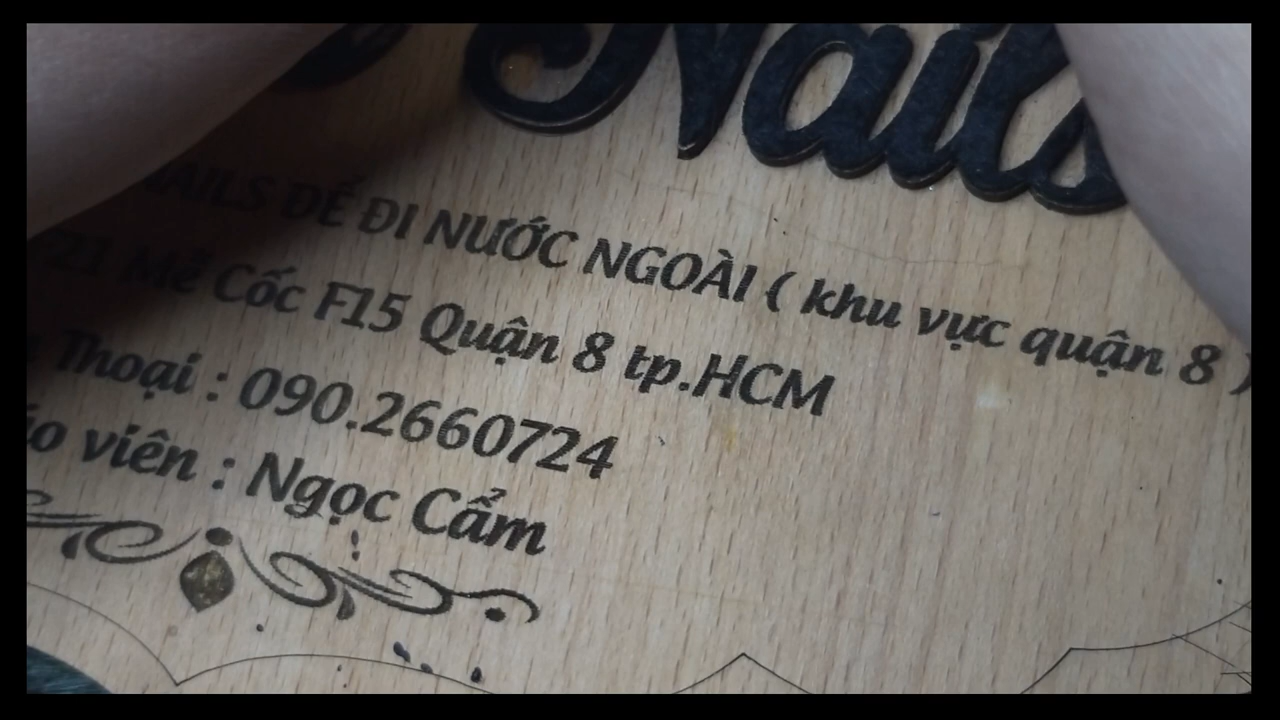 Nails
NAILS ĐỂ ĐI NƯỚC NGOÀI ( khu vực quận 8 )
Mễ Cốc F15 Quận 8 tp.HCM
Thoại : 090.2660724
viên : Ngọc Cẩm